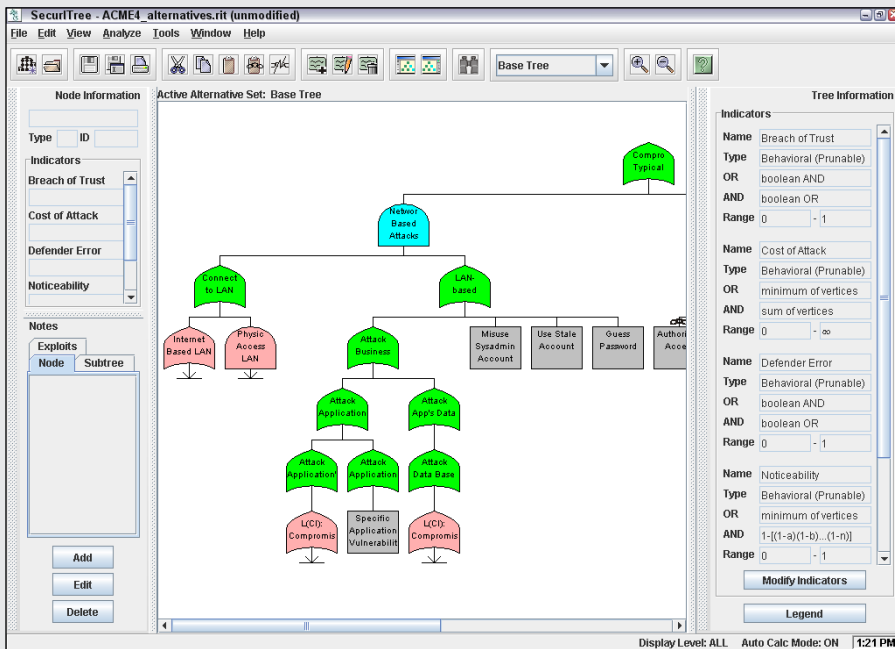 SecurITree - ACME4_alternatives.rit (unmodified)
File Edit View Analyze Tools Window Help
Base Tree
Node Information
Type ID
Indicators
Breach of Trust
Cost of Attack
Defender Error
Noticeability
Notes
Exploits
Node Subtree
Add
Edit
Delete
Active Alternative Set: Base Tree
Compro
Typical
Networ
Based
Attacks
Connect
to LAN
LAN-
based
Internet
Based LAN
Physic
Access
LAN
Attack
Business
Misuse
Sysadmin
Account
Use Stale
Account
Guess
Password
Authori
Acce
Attack
Application
Attack
App's Data
Attack
Application'
Attack
Application
Attack
Data Base
L(CI):
Compromis
Specific
Application
Vulnerabilit
L(CI):
Compromis
Tree Information
Indicators
Name Breach of Trust
Type Behavioral (Prunable)
OR boolean AND
AND boolean OR
Range 0 - 1
Name Cost of Attack
Type Behavioral (Prunable)
OR minimum of vertices
AND sum of vertices
Range 0 - ∞
Name Defender Error
Type Behavioral (Prunable)
OR boolean AND
AND boolean OR
Range 0 - 1
Name Noticeability
Type Behavioral (Prunable)
OR minimum of vertices
AND 1-[(1-a)(1-b)...(1-n)]
Range 0 - 1
Modify Indicators
Legend
Display Level: ALL Auto Calc Mode: ON 1:21 PM